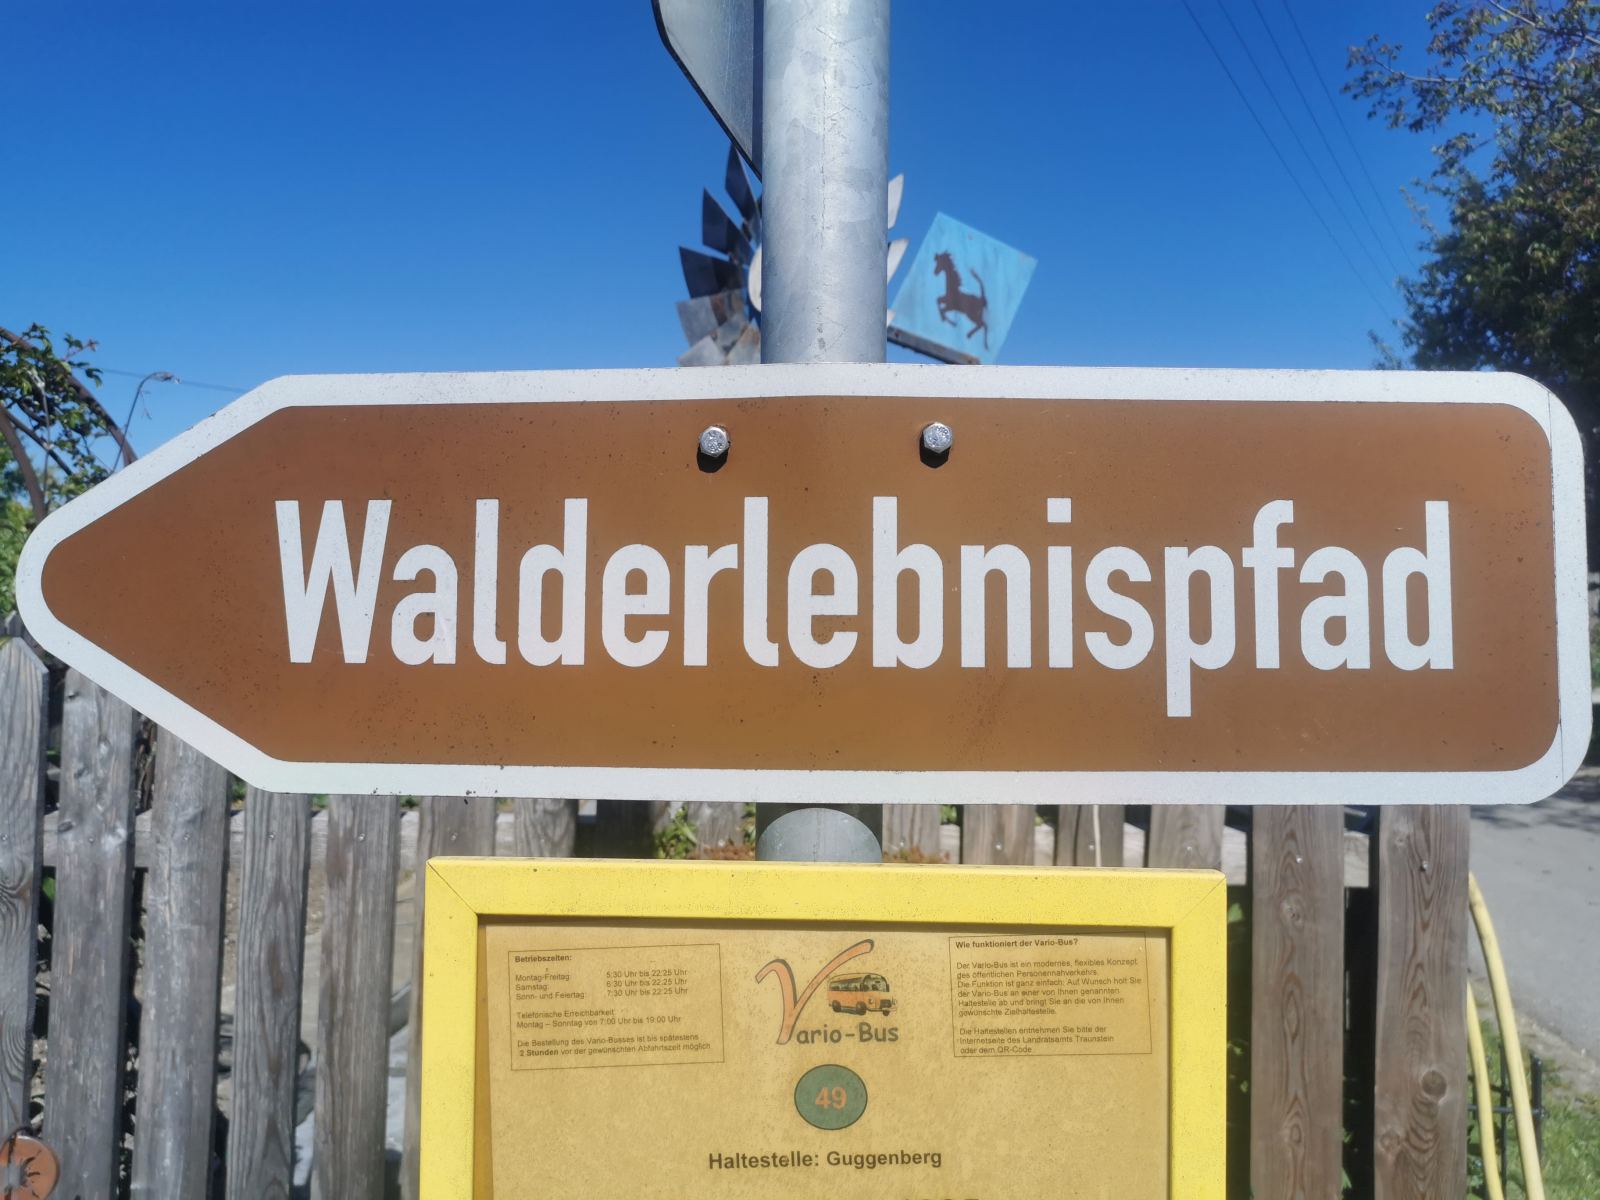 Walderlebnispfad
Betriebszeiten:
Montag-Freitag: 5:30 Uhr bis 22:25 Uhr
Samstag: 6:30 Uhr bis 22:25 Uhr
Sonn- und Feiertag: 7:30 Uhr bis 22:25 Uhr
Telefonische Erreichbarkeit
Montag – Sonntag von 7:00 Uhr bis 19:00 Uhr
Die Bestellung des Vario-Busses ist bis spätestens
2 Stunden vor der gewünschten Abfahrtszeit möglich
Vario-Bus
Wie funktioniert der Vario-Bus?
Der Vario-Bus ist ein modernes, flexibles Konzept
des öffentlichen Personennahverkehrs.
Die Funktion ist ganz einfach: Auf Wunsch holt Sie
der Vario-Bus an einer von Ihnen genannten
Haltestelle ab und bringt Sie an die von Ihnen
gewünschte Zielhaltestelle.
Die Haltestellen entnehmen Sie bitte der
Internetseite des Landratsamts Traunstein
oder dem QR-Code
49
Haltestelle: Guggenberg